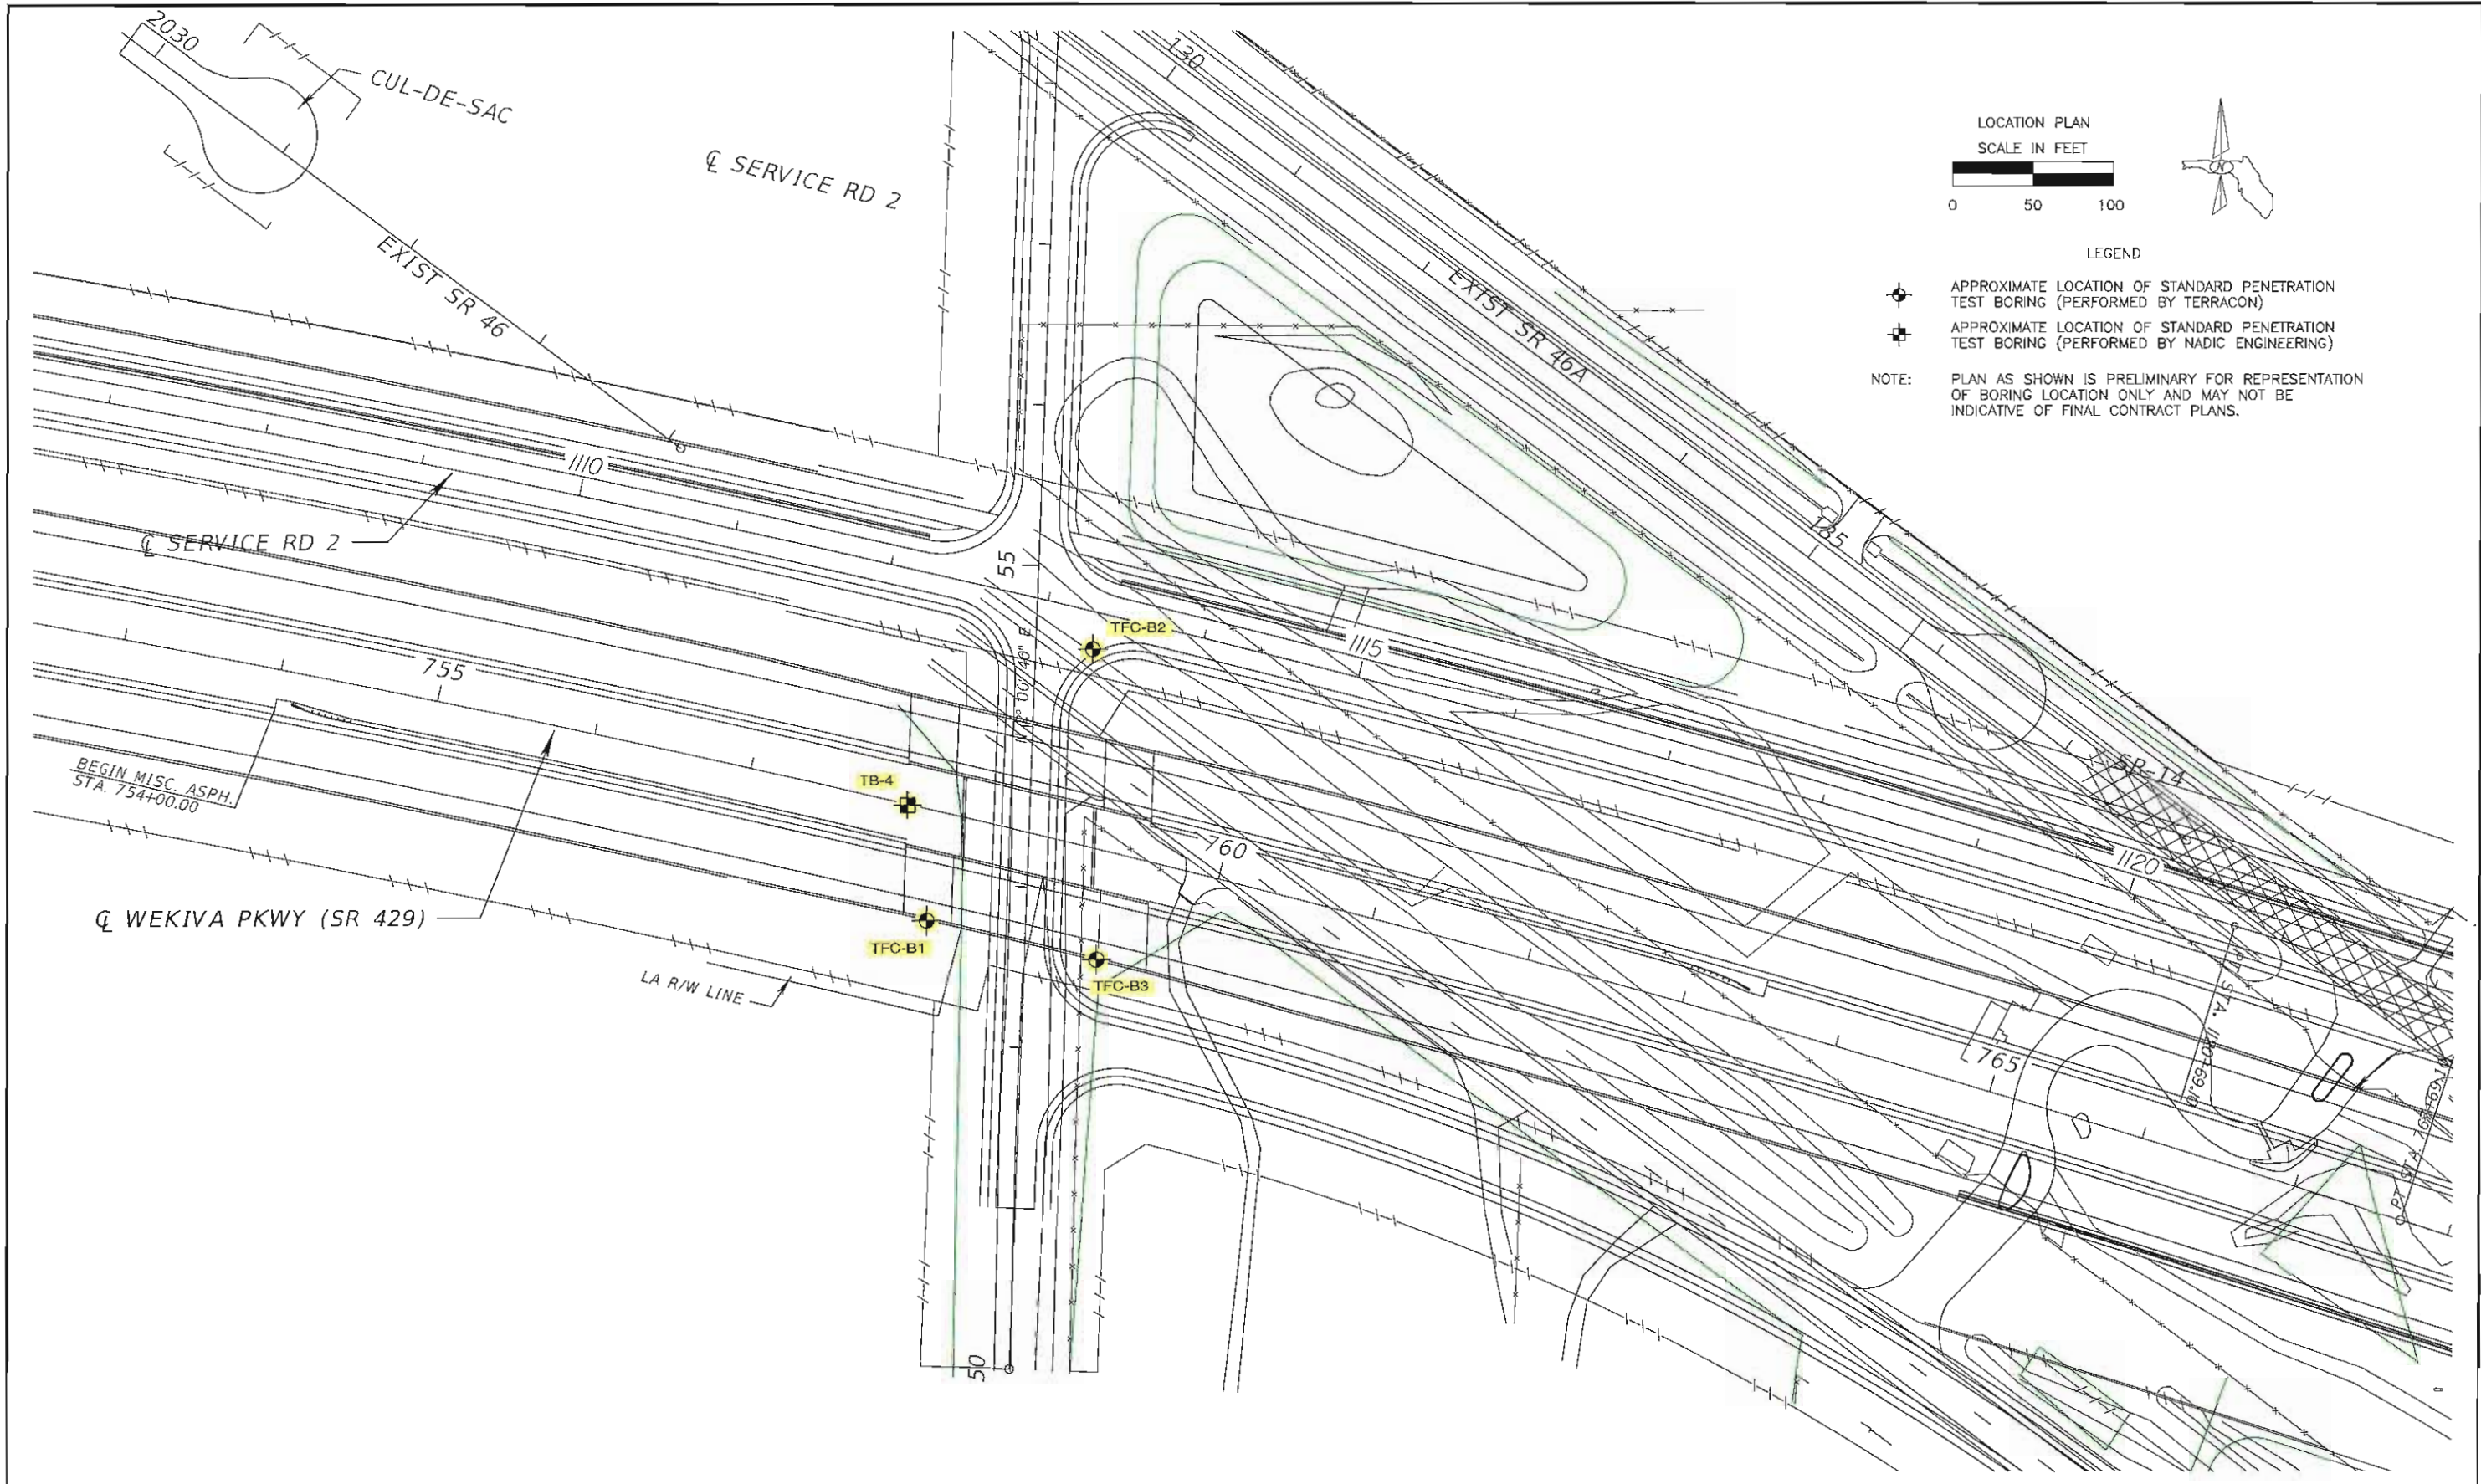 2030
CUL-DE-SAC
℄ SERVICE RD 2
EXIST SR 46
130
EXIST SR 46A
LOCATION PLAN
SCALE IN FEET
0 50 100
N
LEGEND
APPROXIMATE LOCATION OF STANDARD PENETRATION
TEST BORING (PERFORMED BY TERRACON)
APPROXIMATE LOCATION OF STANDARD PENETRATION
TEST BORING (PERFORMED BY NADIC ENGINEERING)
NOTE: PLAN AS SHOWN IS PRELIMINARY FOR REPRESENTATION
OF BORING LOCATION ONLY AND MAY NOT BE
INDICATIVE OF FINAL CONTRACT PLANS.
1110
℄ SERVICE RD 2
55
TFC-B2
1115
755
BEGIN MISC. ASPH.
STA. 754+00.00
TB-4
760
SR-14
1120
℄ WEKIVA PKWY (SR 429)
TFC-B1
LA R/W LINE
TFC-B3
765
50